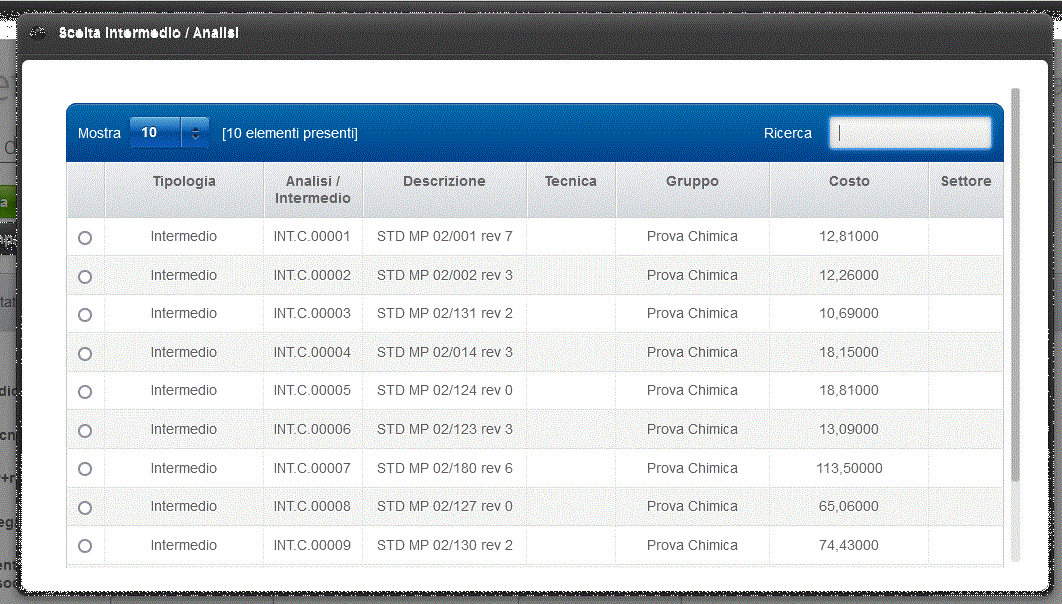 Scelta Intermedio / Analisi
Mostra 10 [10 elementi presenti] Ricerca
Tipologia Analisi / Intermedio Descrizione Tecnica Gruppo Costo Settore
Intermedio INT.C.00001 STD MP 02/001 rev 7 Prova Chimica 12,81000
Intermedio INT.C.00002 STD MP 02/002 rev 3 Prova Chimica 12,26000
Intermedio INT.C.00003 STD MP 02/131 rev 2 Prova Chimica 10,69000
Intermedio INT.C.00004 STD MP 02/014 rev 3 Prova Chimica 18,15000
Intermedio INT.C.00005 STD MP 02/124 rev 0 Prova Chimica 18,81000
Intermedio INT.C.00006 STD MP 02/123 rev 3 Prova Chimica 13,09000
Intermedio INT.C.00007 STD MP 02/180 rev 6 Prova Chimica 113,50000
Intermedio INT.C.00008 STD MP 02/127 rev 0 Prova Chimica 65,06000
Intermedio INT.C.00009 STD MP 02/130 rev 2 Prova Chimica 74,43000